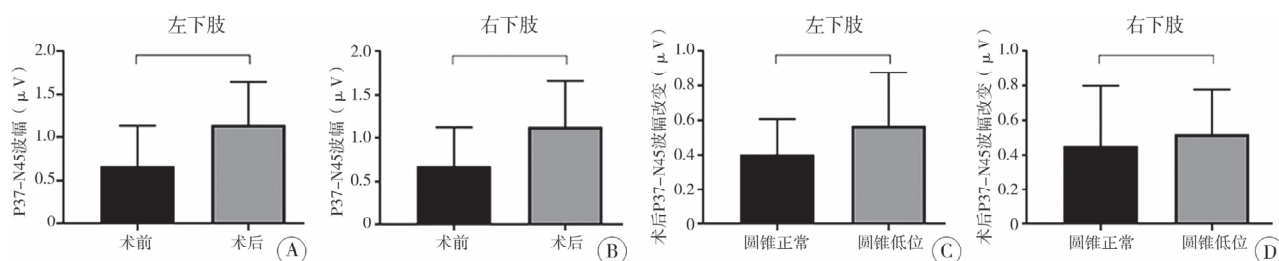 左下肢
P37-N45波幅（μV）
2.0
1.5
1.0
0.5
0
术前
术后
A
右下肢
P37-N45波幅（μV）
2.0
1.5
1.0
0.5
0
术前
术后
B
左下肢
术后P37-N45波幅改变（μV）
1.0
0.8
0.6
0.4
0.2
0
圆锥正常
圆锥低位
C
右下肢
术后P37-N45波幅改变（μV）
1.0
0.8
0.6
0.4
0.2
0
圆锥正常
圆锥低位
D